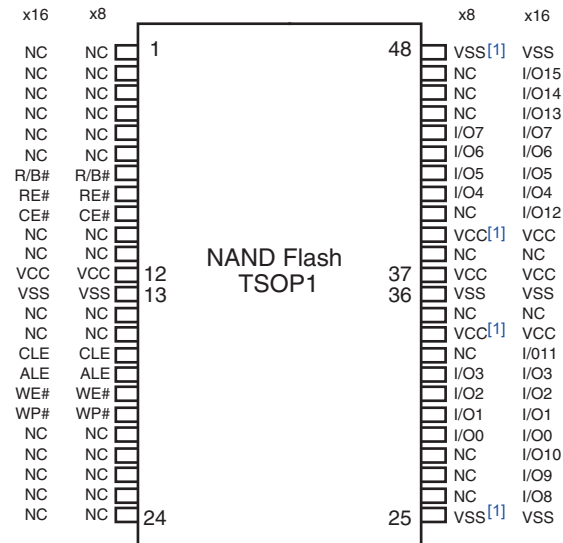 x16 x8 x8 x16
NC NC 1 48 VSS[1] VSS
NC NC NC I/O15
NC NC NC I/O14
NC NC NC I/O13
NC NC I/O7 I/O7
NC NC I/O6 I/O6
R/B# R/B# I/O5 I/O5
RE# RE# I/O4 I/O4
CE# CE# NC I/O12
NC NC VCC[1] VCC
NC NC NAND Flash NC NC
VCC VCC 12 TSOP1 37 VCC VCC
VSS VSS 13 36 VSS VSS
NC NC NC NC
NC NC VCC[1] VCC
CLE CLE NC I/011
ALE ALE I/O3 I/O3
WE# WE# I/O2 I/O2
WP# WP# I/O1 I/O1
NC NC I/O0 I/O0
NC NC NC I/O10
NC NC NC I/O9
NC NC NC I/O8
NC NC 24 25 VSS[1] VSS